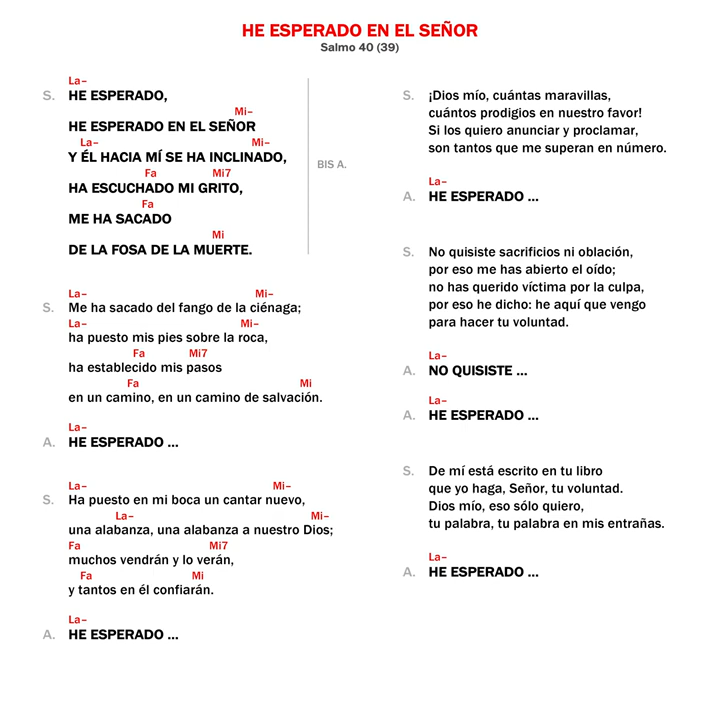 HE ESPERADO EN EL SEÑOR
Salmo 40 (39)
La–
S. HE ESPERADO,
Mi–
HE ESPERADO EN EL SEÑOR
La– Mi–
Y ÉL HACIA MÍ SE HA INCLINADO,
Fa Mi7
HA ESCUCHADO MI GRITO,
Fa
ME HA SACADO
Mi
DE LA FOSA DE LA MUERTE.
BIS A.
La– Mi–
S. Me ha sacado del fango de la ciénaga;
La– Mi–
ha puesto mis pies sobre la roca,
Fa Mi7
ha establecido mis pasos
Fa Mi
en un camino, en un camino de salvación.
La–
A. HE ESPERADO ...
La– Mi–
S. Ha puesto en mi boca un cantar nuevo,
La– Mi–
una alabanza, una alabanza a nuestro Dios;
Fa Mi7
muchos vendrán y lo verán,
Fa Mi
y tantos en él confiarán.
La–
A. HE ESPERADO ...
S. ¡Dios mío, cuántas maravillas,
cuántos prodigios en nuestro favor!
Si los quiero anunciar y proclamar,
son tantos que me superan en número.
La–
A. HE ESPERADO ...
S. No quisiste sacrificios ni oblación,
por eso me has abierto el oído;
no has querido víctima por la culpa,
por eso he dicho: he aquí que vengo
para hacer tu voluntad.
La–
A. NO QUISISTE ...
La–
A. HE ESPERADO ...
S. De mí está escrito en tu libro
que yo haga, Señor, tu voluntad.
Dios mío, eso sólo quiero,
tu palabra, tu palabra en mis entrañas.
La–
A. HE ESPERADO ...